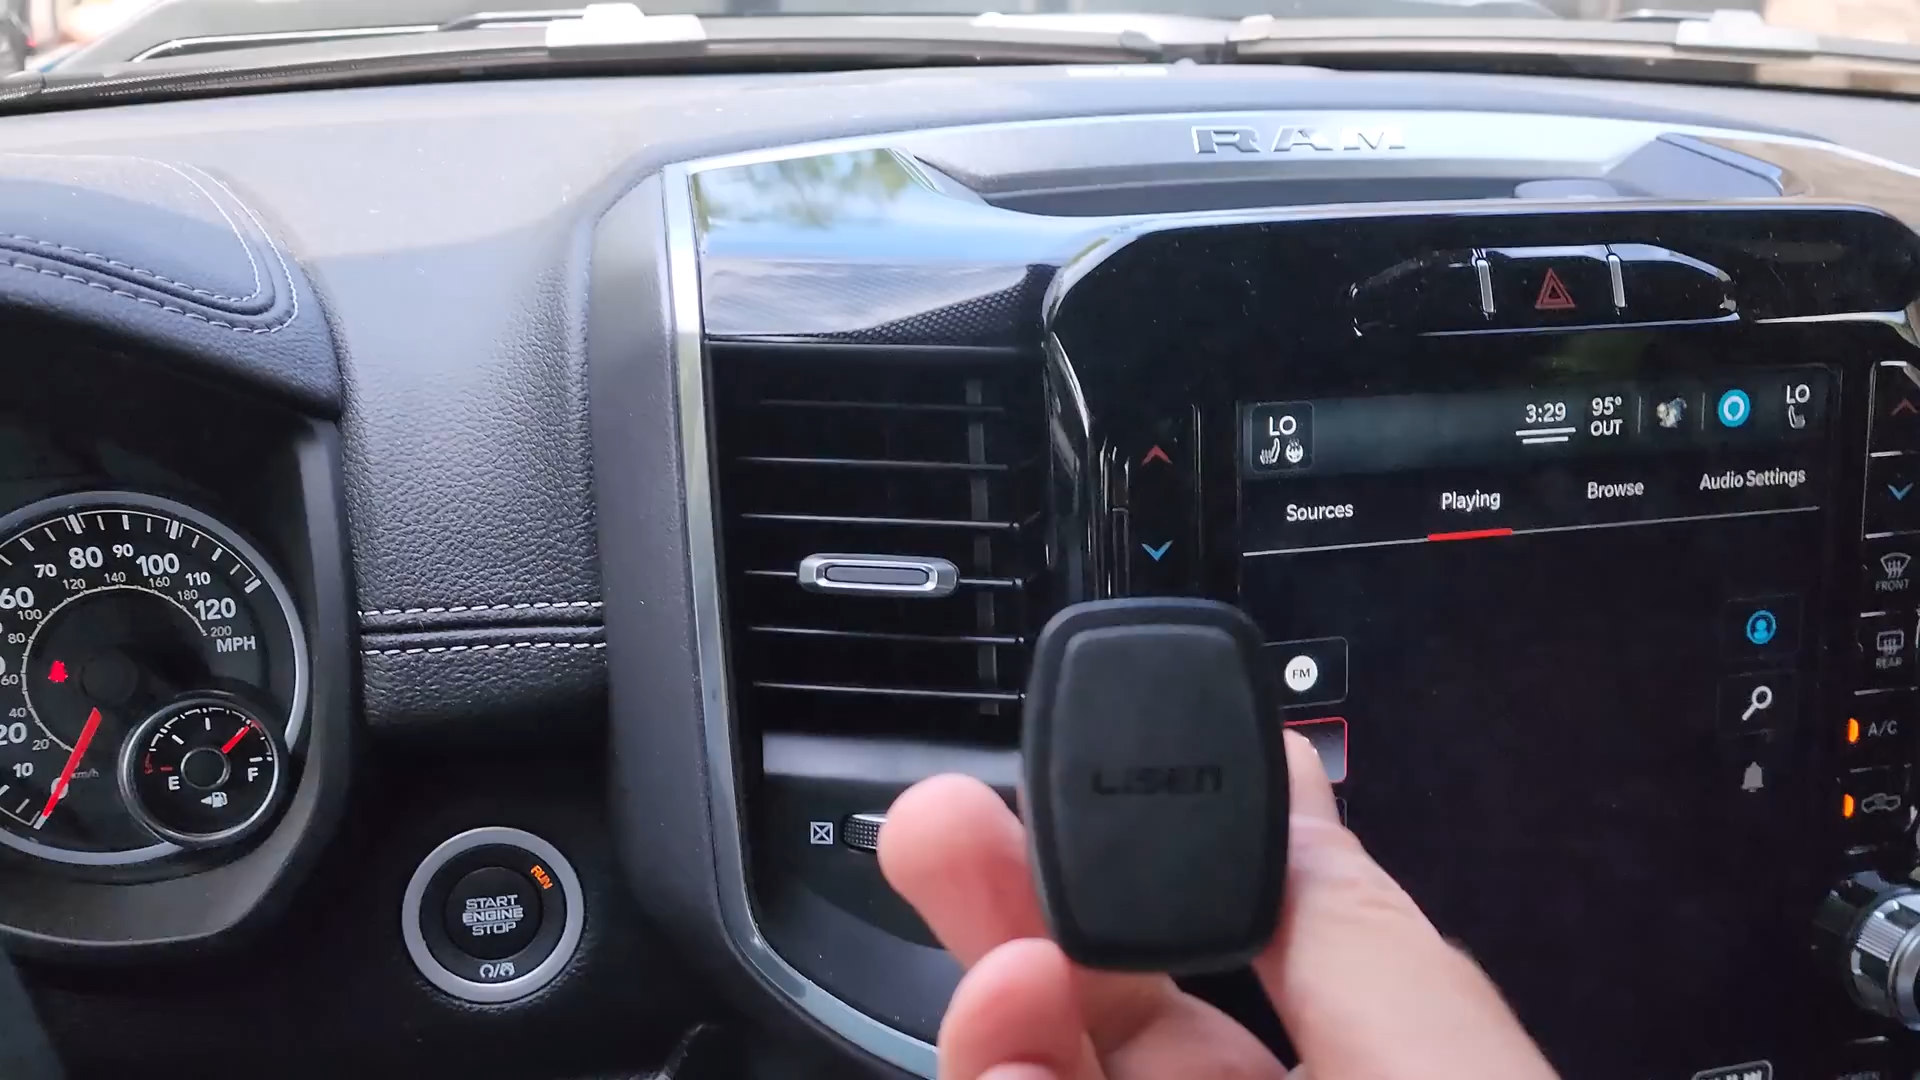 RAM
LO
3:29
95°
OUT
LO
Sources
Playing
Browse
Audio Settings
FM
FRONT
REAR
A/C
LISEN
10
20
60
70
80
90
100
110
120
MPH
20
40
60
80
100
120
140
160
180
200
km/h
E
F
RUN
START
ENGINE
STOP